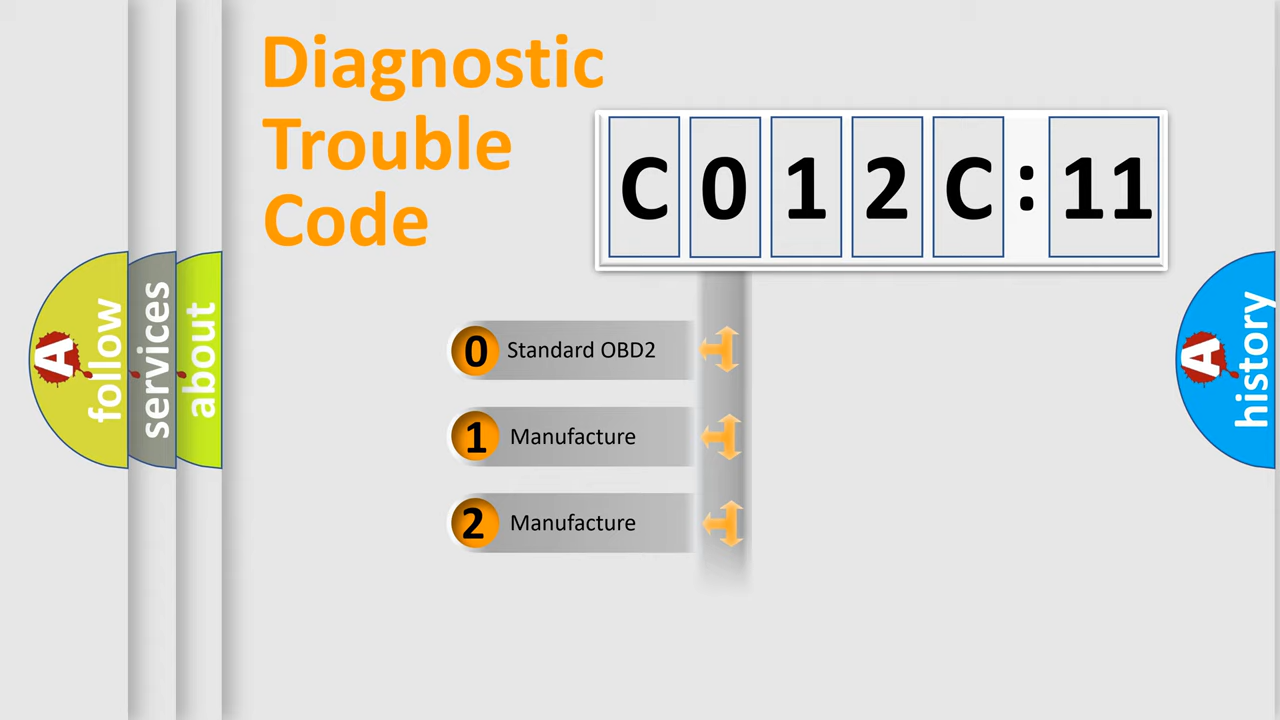 Diagnostic
Trouble
Code
C 0 1 2 C : 11
0 Standard OBD2
1 Manufacture
2 Manufacture
A follow
services
about
A history